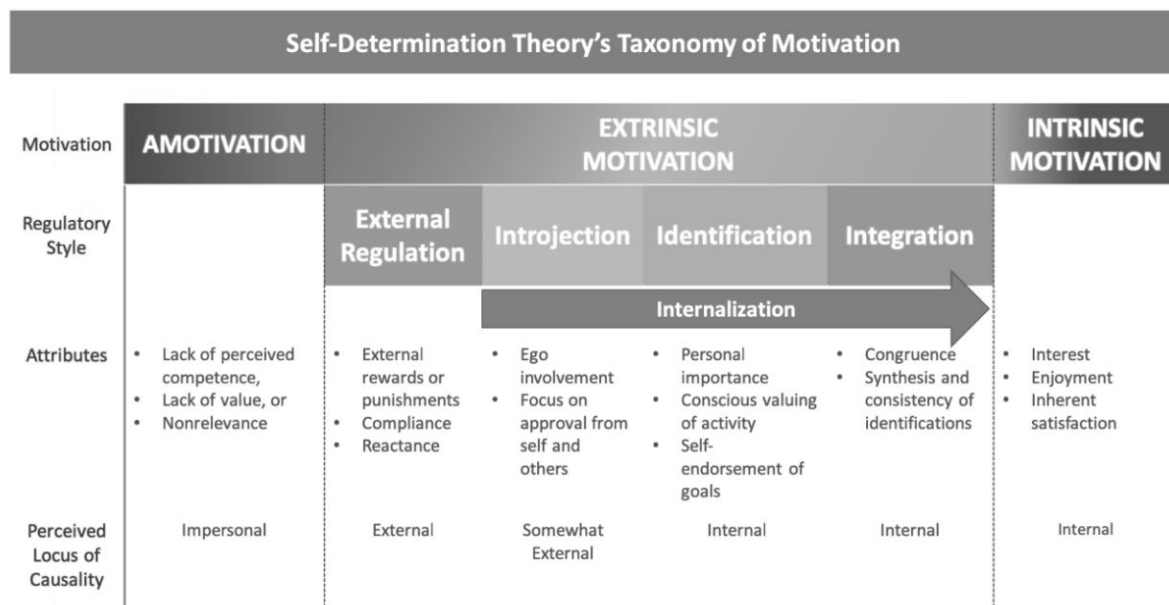 Self-Determination Theory's Taxonomy of Motivation
Motivation
AMOTIVATION
EXTRINSIC
MOTIVATION
INTRINSIC
MOTIVATION
Regulatory
Style
External
Regulation
Introjection
Identification
Integration
Internalization
Attributes
• Lack of perceived
competence,
• Lack of value, or
• Nonrelevance
• External
rewards or
punishments
• Compliance
• Reactance
• Ego
involvement
• Focus on
approval from
self and
others
• Personal
importance
• Conscious valuing
of activity
• Self-
endorsement of
goals
• Congruence
• Synthesis and
consistency of
identifications
• Interest
• Enjoyment
• Inherent
satisfaction
Perceived
Locus of
Causality
Impersonal
External
Somewhat
External
Internal
Internal
Internal